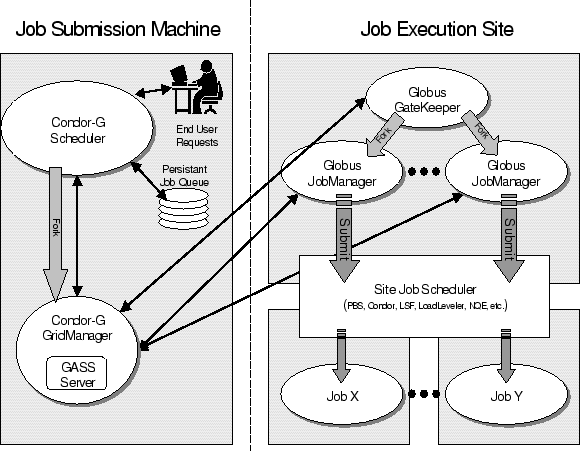 Job Submission Machine
Job Execution Site
Condor-G
Scheduler
End User
Requests
Persistant
Job Queue
Fork
Condor-G
GridManager
GASS
Server
Globus
GateKeeper
Fork
Fork
Globus
JobManager
Globus
JobManager
Submit
Submit
Site Job Scheduler
(PBS, Condor, LSF, LoadLeveler, NQE, etc.)
Job X
Job Y